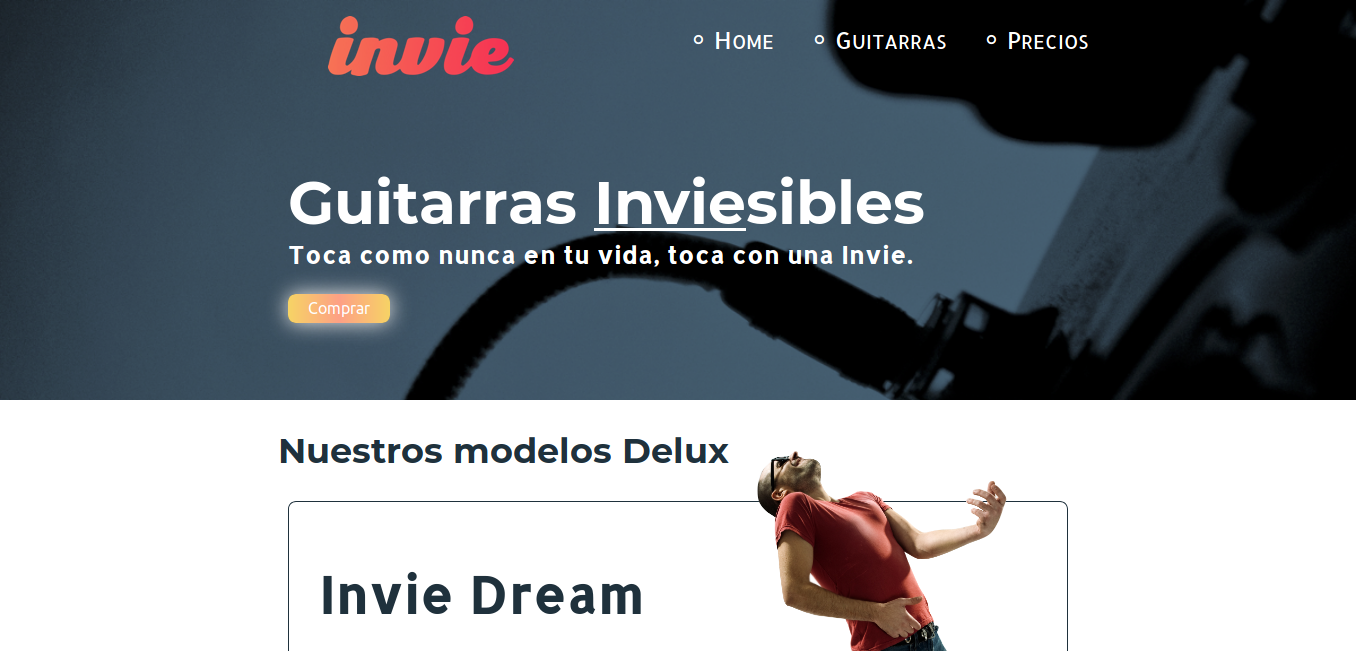 invie
Home
Guitarras
Precios
Guitarras Inviesibles
Toca como nunca en tu vida, toca con una Invie.
Comprar
Nuestros modelos Delux
Invie Dream